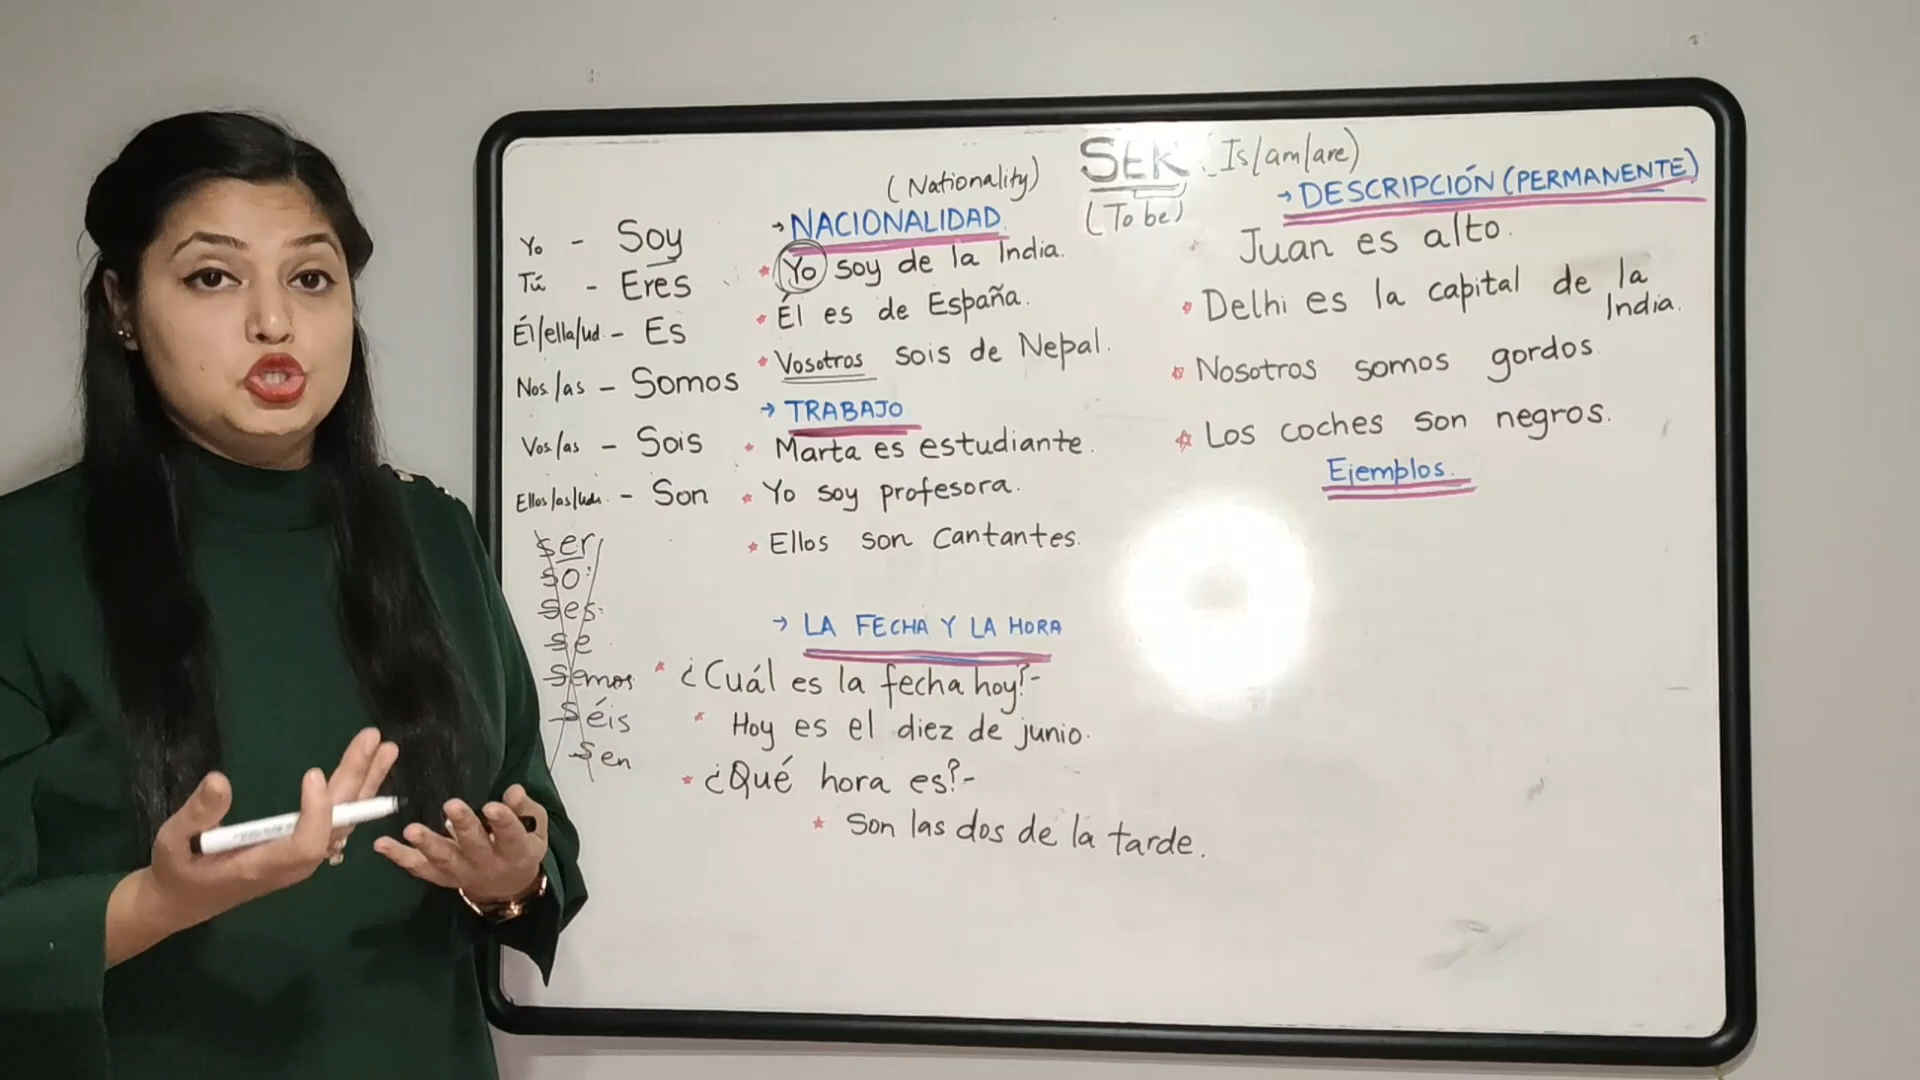 SER : Is/am/are)
(To be)
Yo - Soy
Tú - Eres
Él/ella/ud. - Es
Nos/as - Somos
Vos/as - Sois
Ellos/as/uds. - Son
ser
so
ses
se
semos
séis
sen
(Nationality)
→ NACIONALIDAD
* Yo soy de la India.
* Él es de España.
* Vosotros sois de Nepal.
→ TRABAJO
* Marta es estudiante.
* Yo soy profesora.
* Ellos son cantantes.
→ LA FECHA Y LA HORA
* ¿Cuál es la fecha hoy?-
* Hoy es el diez de junio.
* ¿Qué hora es?-
* Son las dos de la tarde.
→ DESCRIPCIÓN (PERMANENTE)
Juan es alto.
* Delhi es la capital de la
India.
* Nosotros somos gordos.
* Los coches son negros.
Ejemplos.